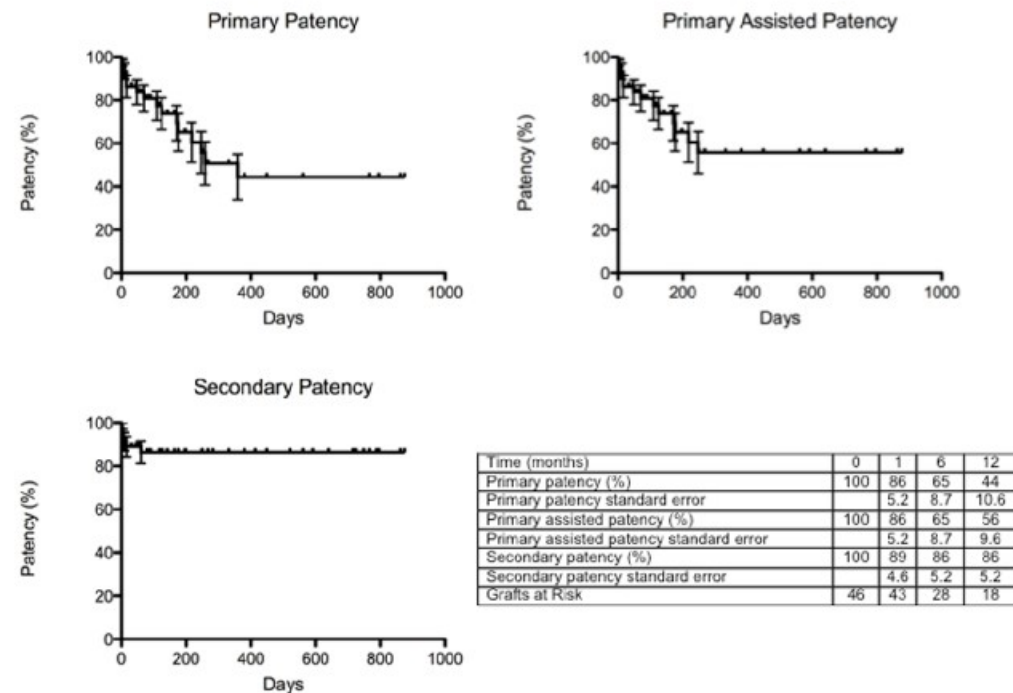 Primary Patency
Patency (%)
100
80
60
40
20
0
0 200 400 600 800 1000
Days
Primary Assisted Patency
Patency (%)
100
80
60
40
20
0
0 200 400 600 800 1000
Days
Secondary Patency
Patency (%)
100
80
60
40
20
0
0 200 400 600 800 1000
Days
Time (months) 0 1 6 12
Primary patency (%) 100 86 65 44
Primary patency standard error 5.2 8.7 10.6
Primary assisted patency (%) 100 86 65 56
Primary assisted patency standard error 5.2 8.7 9.6
Secondary patency (%) 100 89 86 86
Secondary patency standard error 4.6 5.2 5.2
Grafts at Risk 46 43 28 18